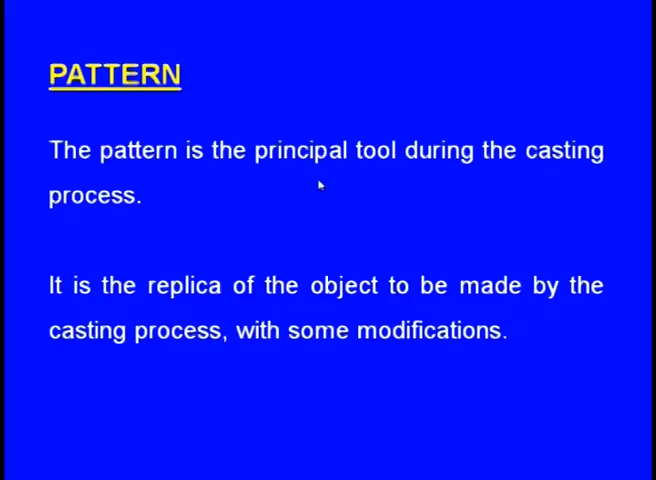 PATTERN
The pattern is the principal tool during the casting
process.
It is the replica of the object to be made by the
casting process, with some modifications.